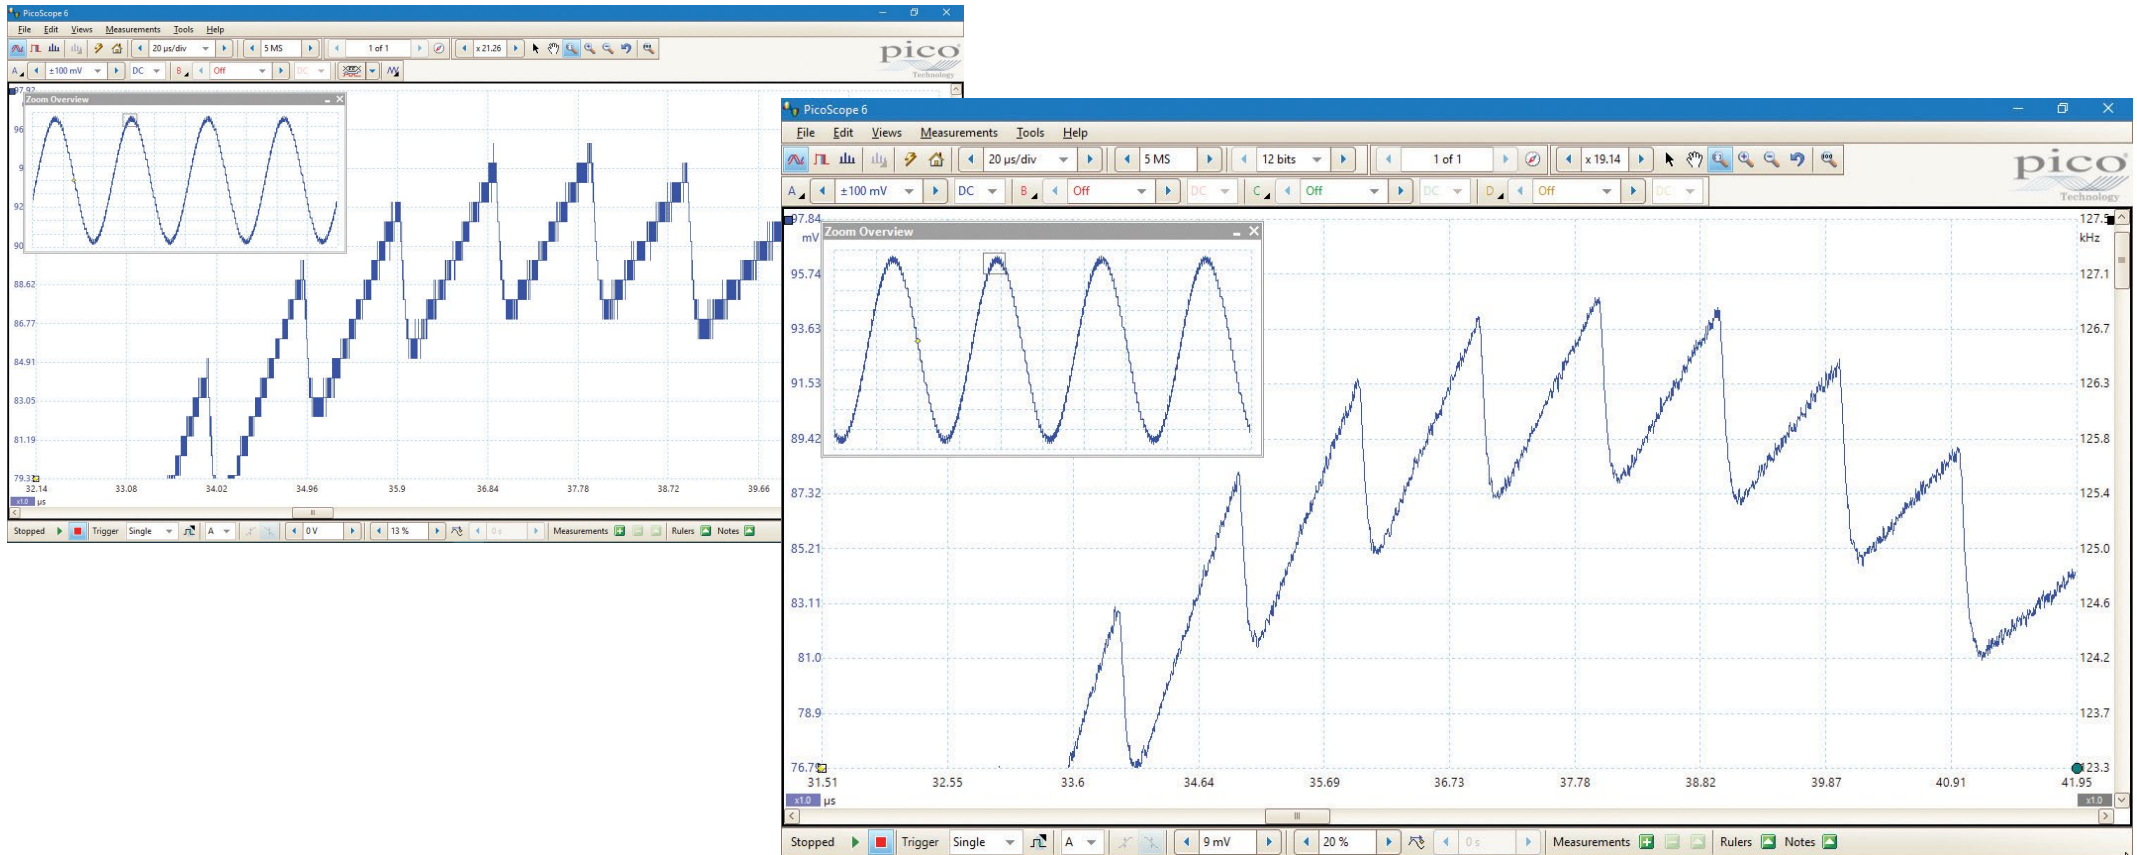 PicoScope 6
File Edit Views Measurements Tools Help
20 µs/div 5 MS 1 of 1 x 21.26
pico
Technology
A ±100 mV DC B Off DC
97.92
Zoom Overview
96
9
92
90
88.62
86.77
84.91
83.05
81.19
79.33
32.14 33.08 34.02 34.96 35.9 36.84 37.78 38.72 39.66
x1.0 µs
Stopped Trigger Single A 0 V 13 % 0 s Measurements Rulers Notes
PicoScope 6
File Edit Views Measurements Tools Help
20 µs/div 5 MS 12 bits 1 of 1 x 19.14
pico
Technology
A ±100 mV DC B Off DC C Off DC D Off DC
97.84 127.5
mV kHz
Zoom Overview
95.74 127.1
93.63 126.7
91.53 126.3
89.42 125.8
87.32 125.4
85.21 125.0
83.11 124.6
81.0 124.2
78.9 123.7
76.79 123.3
31.51 32.55 33.6 34.64 35.69 36.73 37.78 38.82 39.87 40.91 41.95
x1.0 µs x1.0
Stopped Trigger Single A 9 mV 20 % 0 s Measurements Rulers Notes